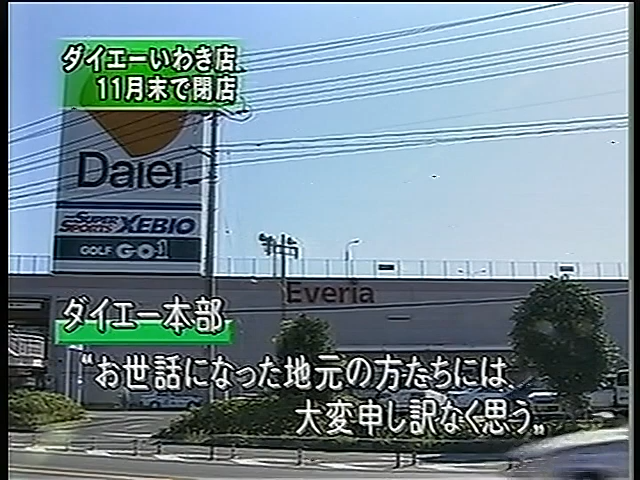 ダイエーいわき店
11月末で閉店
Daiei
SUPER
SPORTS XEBIO
GOLF GO1
Everia
ダイエー本部
“お世話になった地元の方たちには、
大変申し訳なく思う„